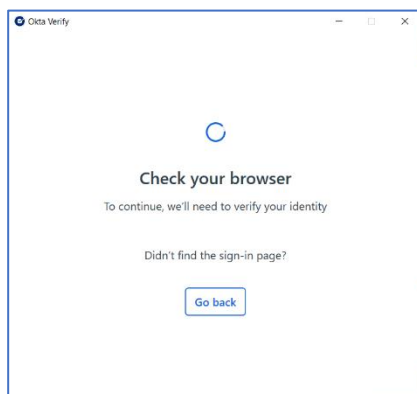 Okta Verify
Check your browser
To continue, we'll need to verify your identity
Didn't find the sign-in page?
Go back